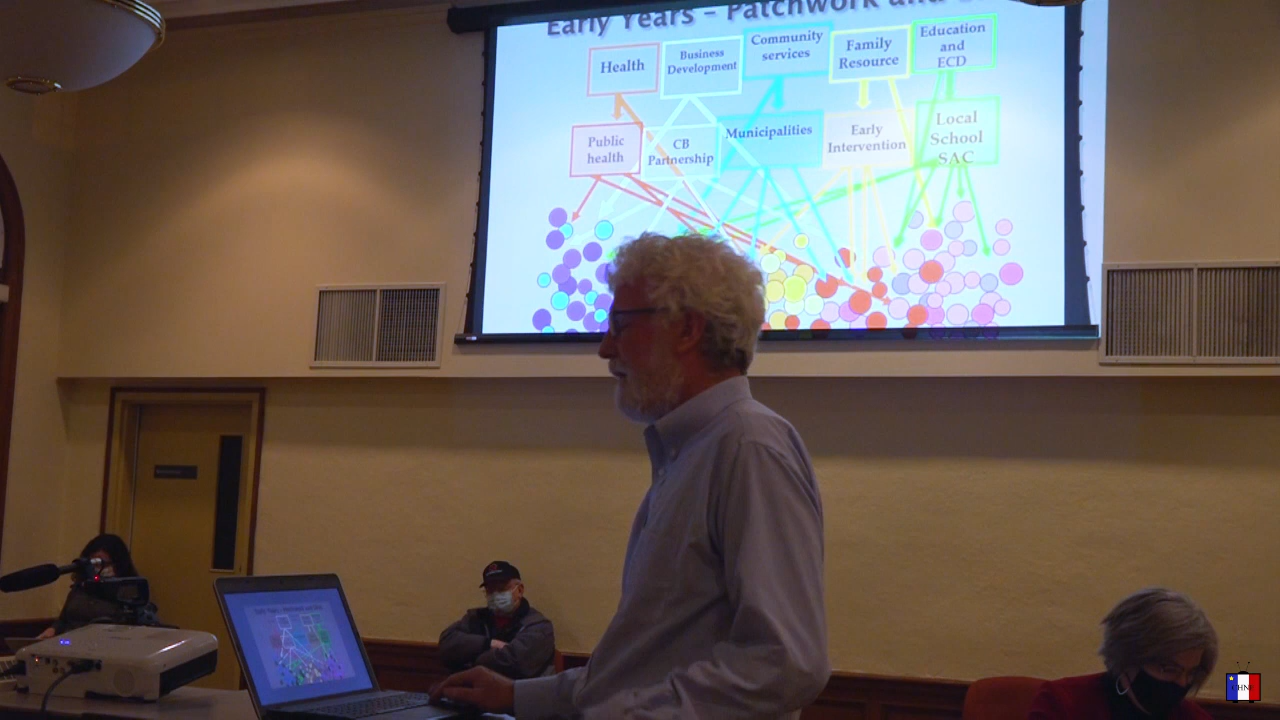 Early Years - Patchwork and
Health
Business
Development
Community
services
Family
Resource
Education
and
ECD
Public
health
CB
Partnership
Municipalities
Early
Intervention
Local
School
SAC